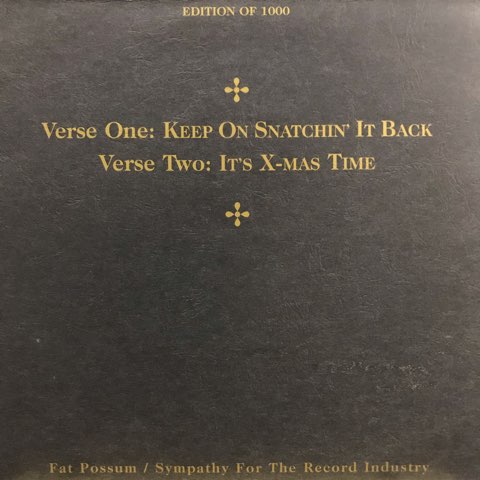 EDITION OF 1000
Verse One: KEEP ON SNATCHIN' IT BACK
Verse Two: IT'S X-MAS TIME
Fat Possum / Sympathy For The Record Industry